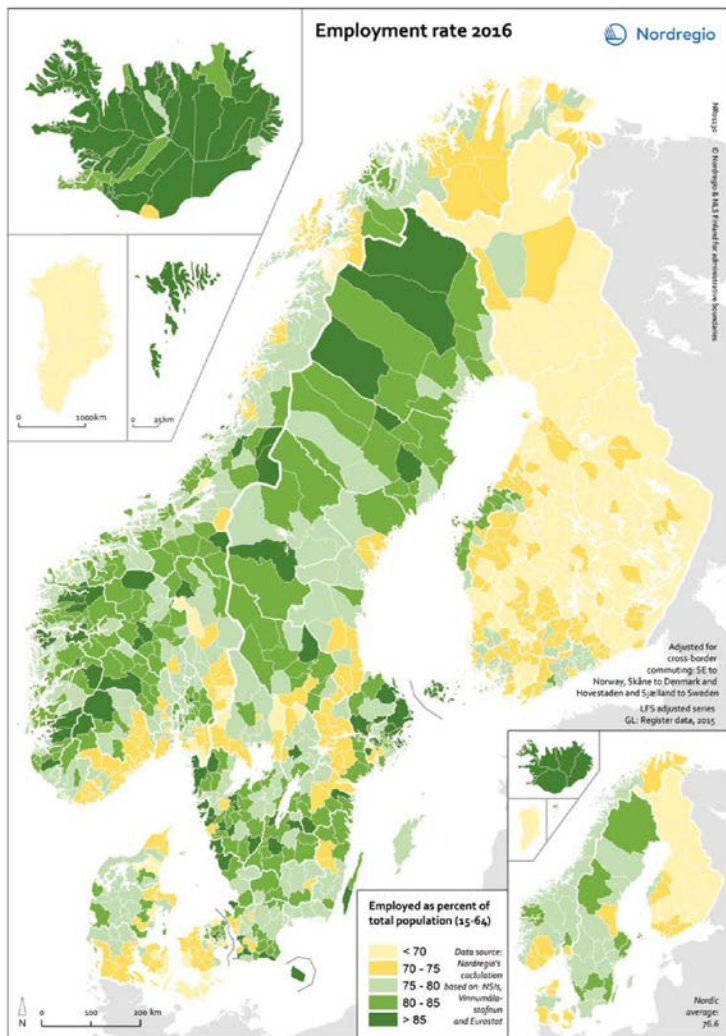 Employment rate 2016
Nordregio
NR01130 © Nordregio & NLS Finland for administrative boundaries
1000km
0
25km
0
Adjusted for
cross-border
commuting: SE to
Norway, Skåne to Denmark and
Hovestaden and Sjælland to Sweden
LFS adjusted series
GL: Register data, 2015
Employed as percent of
total population (15-64)
< 70
70 - 75
75 - 80
80 - 85
> 85
Data source:
Nordregio's
caclulation
based on: NSIs,
Vinnumála-
stofnun
and Eurostat
N
0
100
200 km
Nordic
average:
76.6